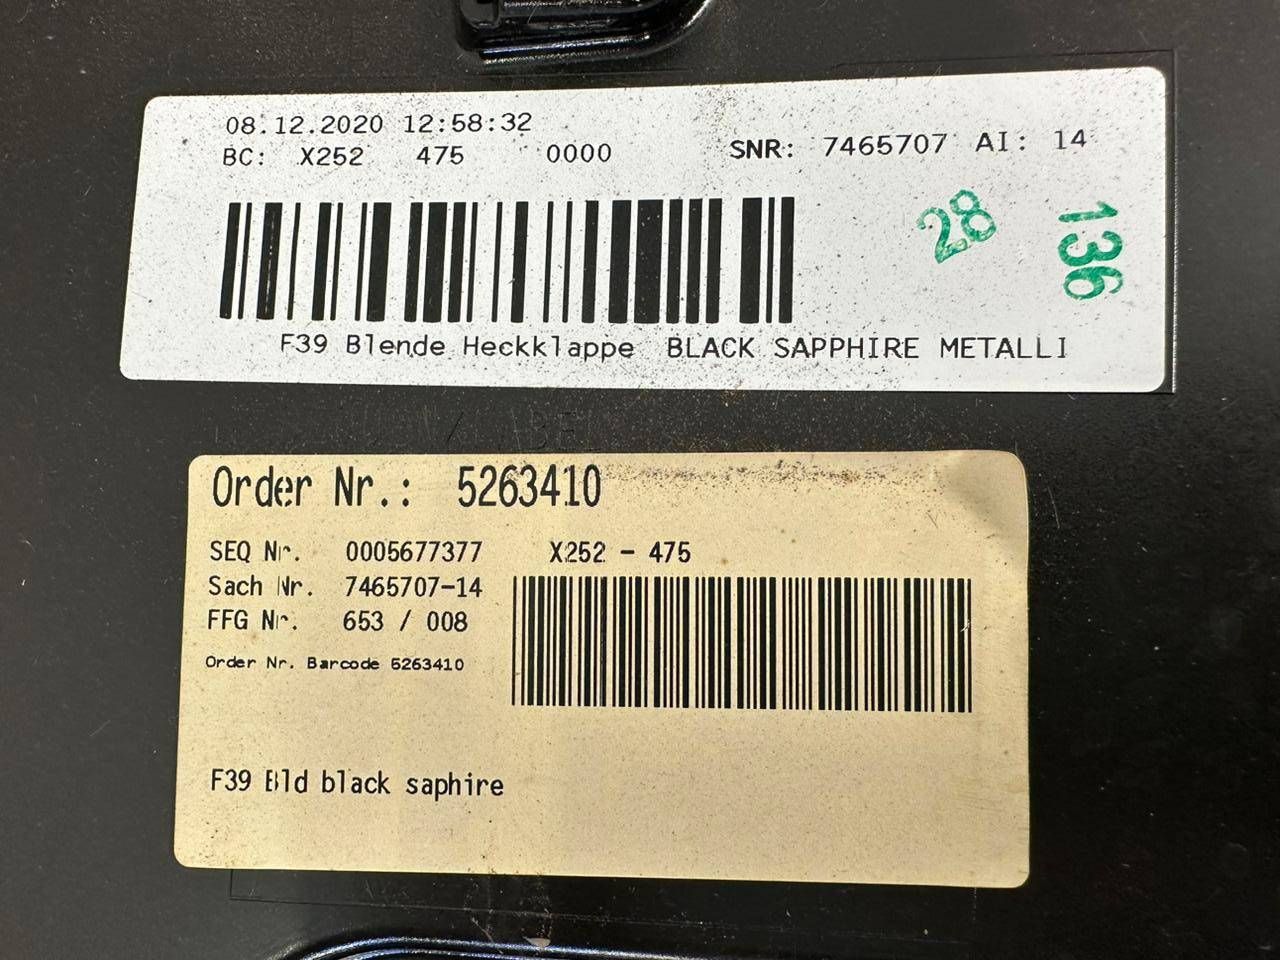 08.12.2020 12:58:32
BC: X252 475 0000 SNR: 7465707 AI: 14
28
136
F39 Blende Heckklappe BLACK SAPPHIRE METALLI
Order Nr.: 5263410
SEQ Nr. 0005677377 X252 - 475
Sach Nr. 7465707-14
FFG Nr. 653 / 008
Order Nr. Barcode 5263410
F39 Bld black saphire